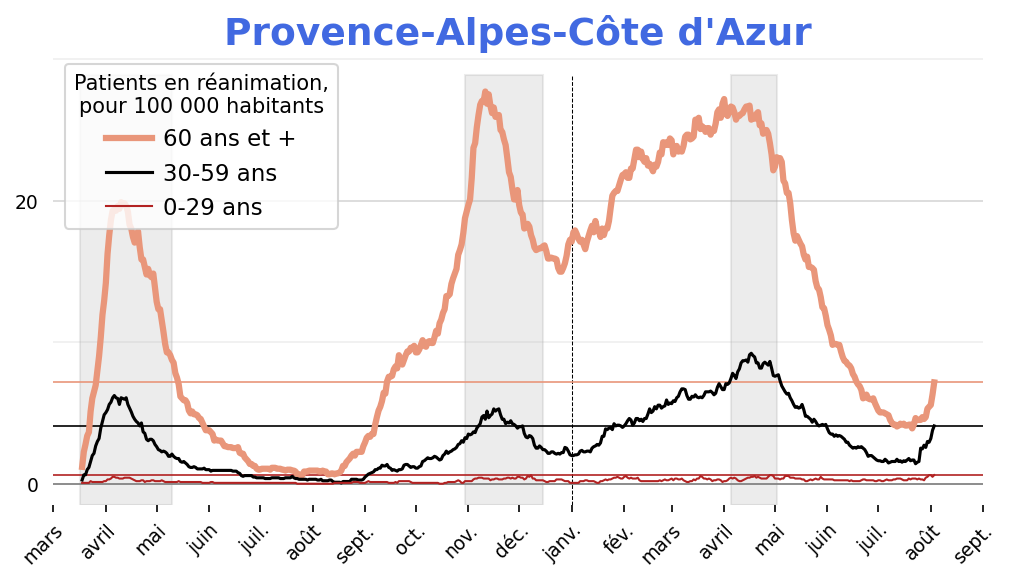 Provence-Alpes-Côte d'Azur
Patients en réanimation,
pour 100 000 habitants
60 ans et +
30-59 ans
0-29 ans
20
0
mars
avril
mai
juin
juil.
août
sept.
oct.
nov.
déc.
janv.
fév.
mars
avril
mai
juin
juil.
août
sept.